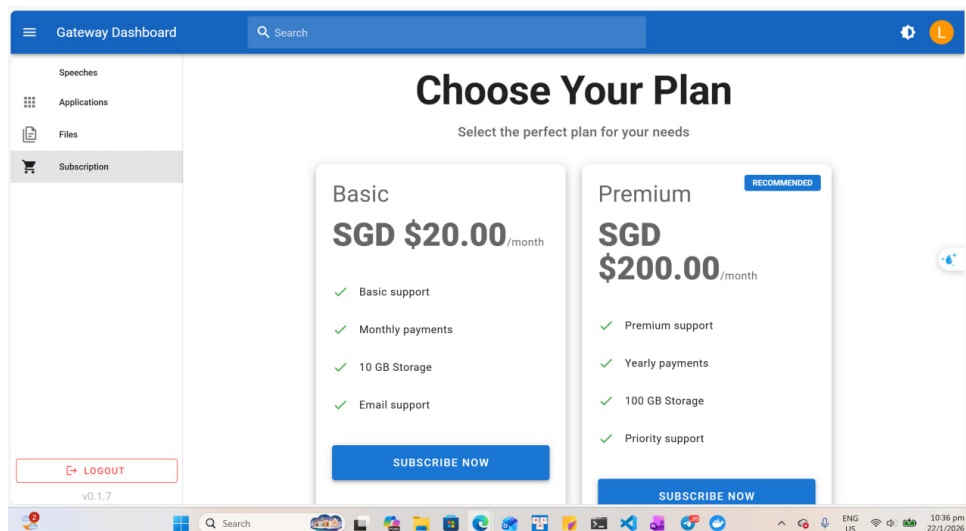 Gateway Dashboard
Search
L
Speeches
Applications
Files
Subscription
LOGOUT
v0.1.7
Choose Your Plan
Select the perfect plan for your needs
Basic
SGD $20.00/month
Basic support
Monthly payments
10 GB Storage
Email support
SUBSCRIBE NOW
RECOMMENDED
Premium
SGD
$200.00/month
Premium support
Yearly payments
100 GB Storage
Priority support
SUBSCRIBE NOW
2
Search
ENG
US
10:36 pm
22/1/2026